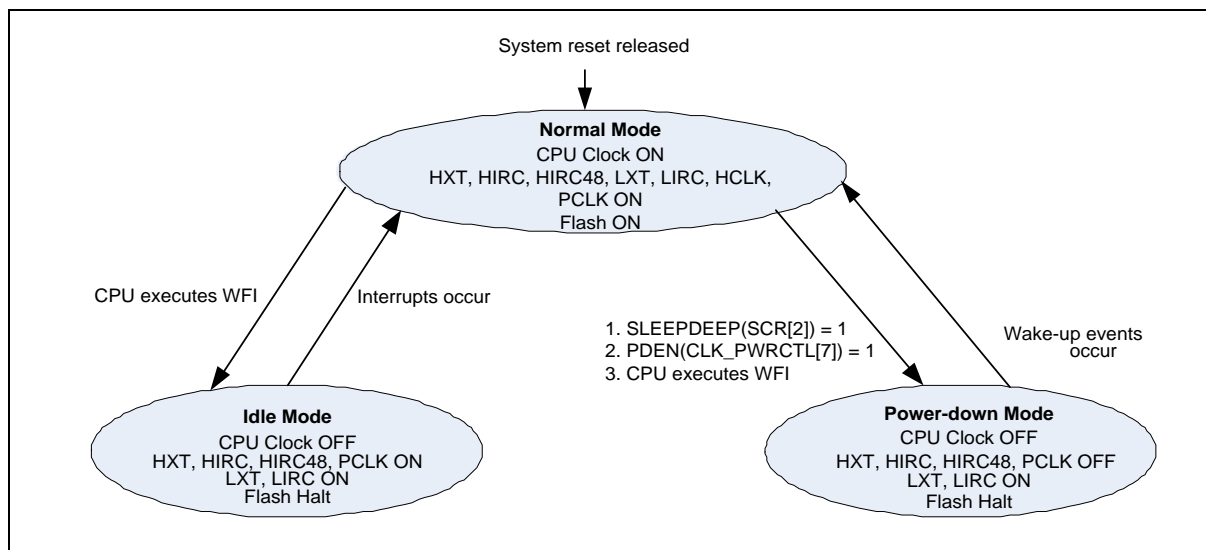 System reset released
Normal Mode
CPU Clock ON
HXT, HIRC, HIRC48, LXT, LIRC, HCLK,
PCLK ON
Flash ON
CPU executes WFI
Interrupts occur
1. SLEEPDEEP(SCR[2]) = 1
2. PDEN(CLK_PWRCTL[7]) = 1
3. CPU executes WFI
Wake-up events
occur
Idle Mode
CPU Clock OFF
HXT, HIRC, HIRC48, PCLK ON
LXT, LIRC ON
Flash Halt
Power-down Mode
CPU Clock OFF
HXT, HIRC, HIRC48, PCLK OFF
LXT, LIRC ON
Flash Halt